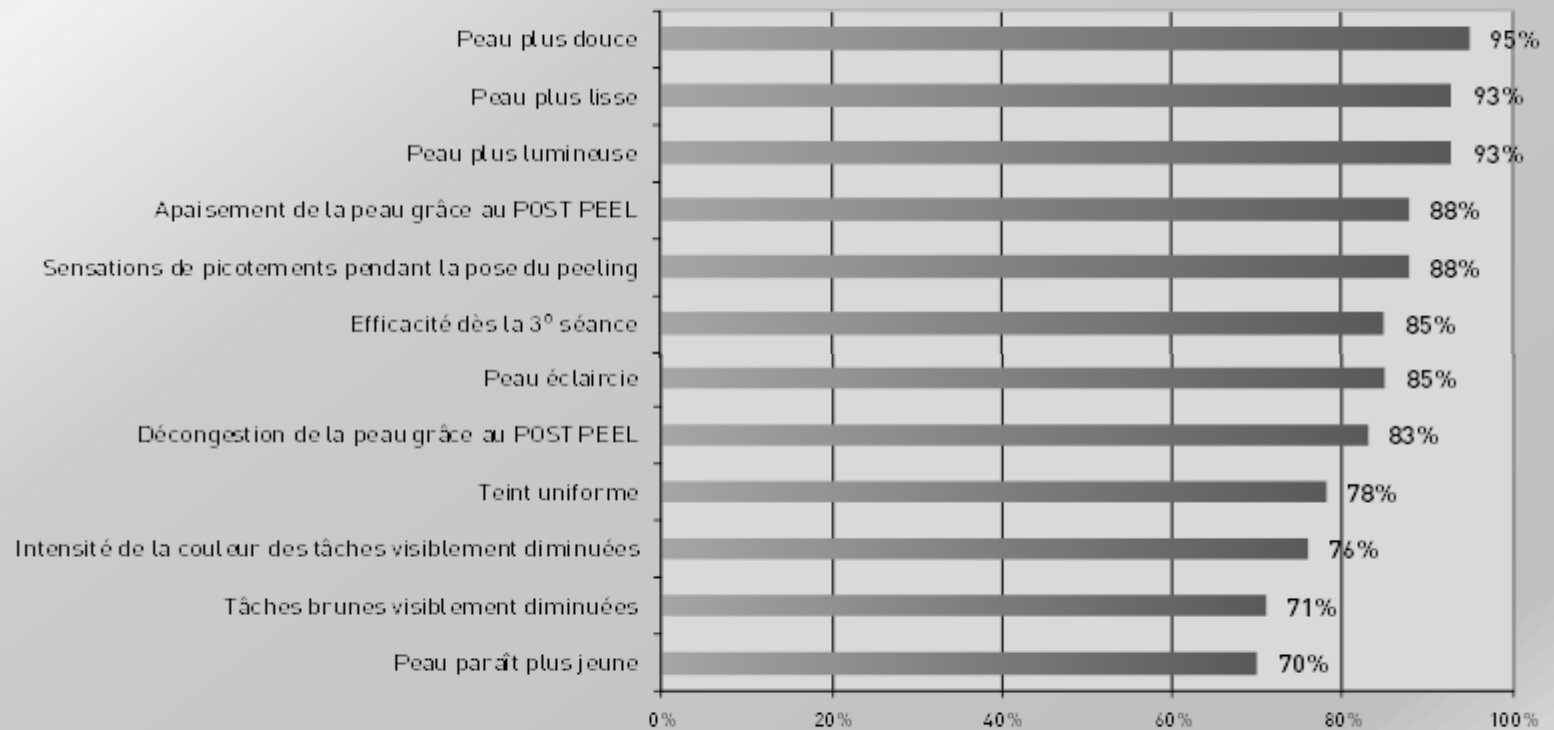 Peau plus douce 95%
Peau plus lisse 93%
Peau plus lumineuse 93%
Apaisement de la peau grâce au POST PEEL 88%
Sensations de picotements pendant la pose du peeling 88%
Efficacité dès la 3º séance 85%
Peau éclaircie 85%
Décongestion de la peau grâce au POST PEEL 83%
Teint uniforme 78%
Intensité de la couleur des tâches visiblement diminuées 76%
Tâches brunes visiblement diminuées 71%
Peau paraît plus jeune 70%
0% 20% 40% 60% 80% 100%